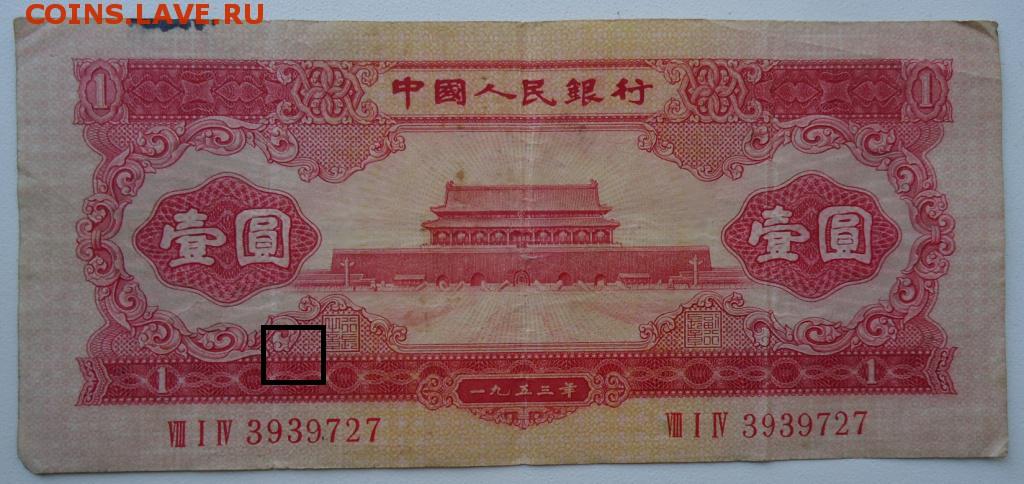 COINS.LAVE.RU
1 中國人民銀行 1
壹圓 壹圓
1 一九五三年 1
VIII I IV 3939727 VIII I IV 3939727